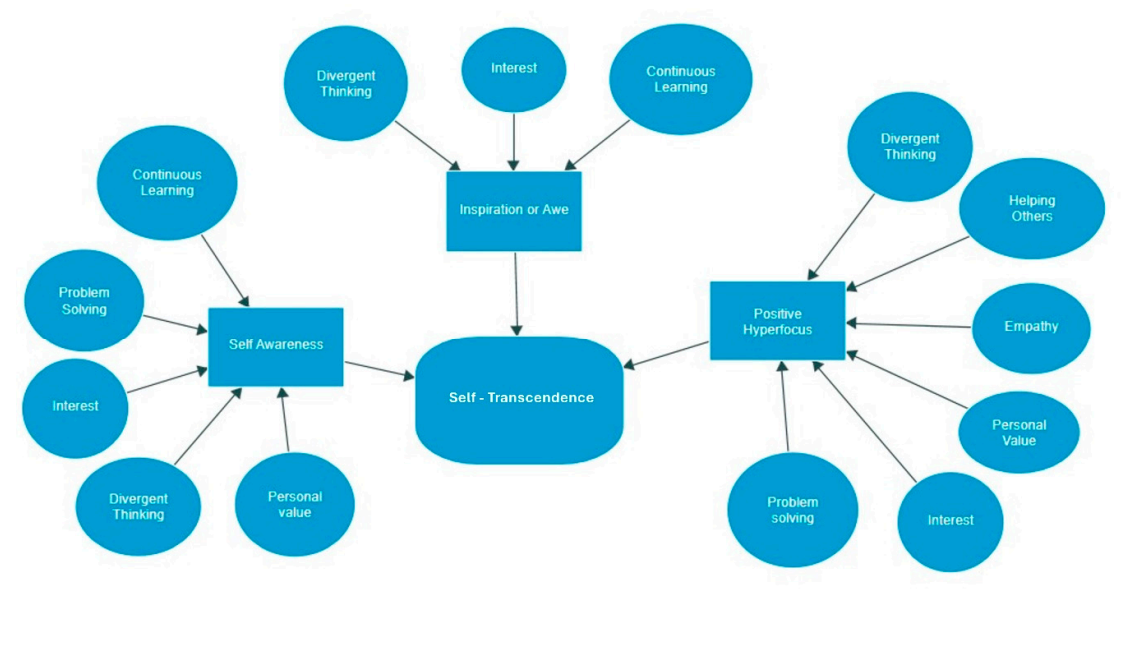 Divergent
Thinking
Interest
Continuous
Learning
Inspiration or Awe
Continuous
Learning
Problem
Solving
Interest
Divergent
Thinking
Personal
value
Self Awareness
Self - Transcendence
Positive
Hyperfocus
Divergent
Thinking
Helping
Others
Empathy
Personal
Value
Interest
Problem
solving